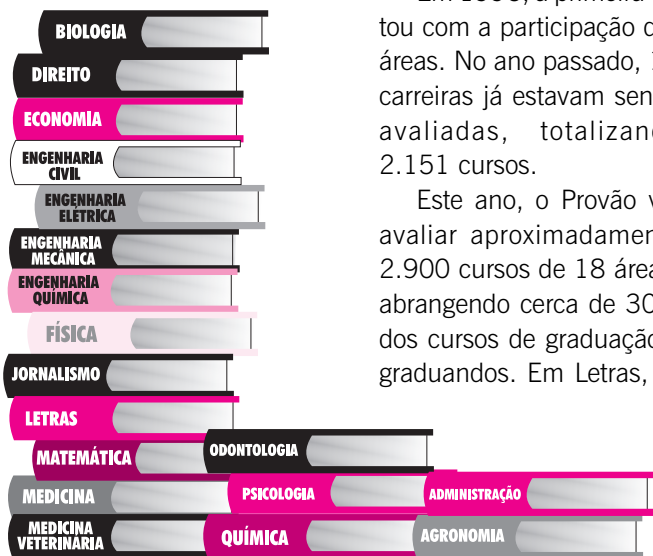 BIOLOGIA
DIREITO
ECONOMIA
ENGENHARIA
CIVIL
ENGENHARIA
ELÉTRICA
ENGENHARIA
MECÂNICA
ENGENHARIA
QUÍMICA
FÍSICA
JORNALISMO
LETRAS
MATEMÁTICA
ODONTOLOGIA
MEDICINA
PSICOLOGIA
ADMINISTRAÇÃO
MEDICINA
VETERINÁRIA
QUÍMICA
AGRONOMIA
a primeira
tou com a participação
áreas. No ano passado,
carreiras já estavam sen
avaliadas, totalizan
2.151 cursos.
Este ano, o Provão v
avaliar aproximadamen
2.900 cursos de 18 área
abrangendo cerca de 30
dos cursos de graduação
graduandos. Em Letras,